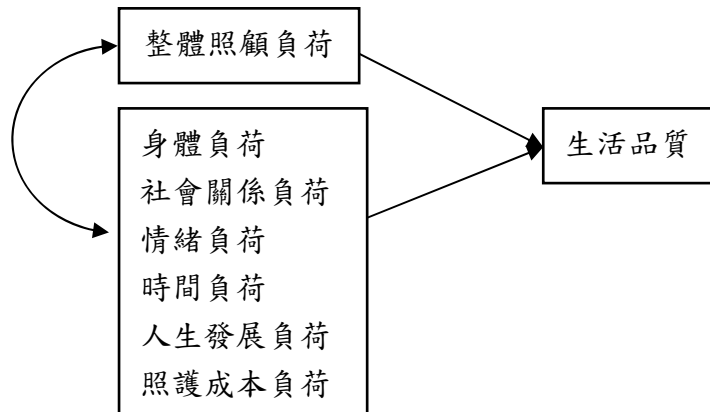 整體照顧負荷
身體負荷
社會關係負荷
情緒負荷
時間負荷
人生發展負荷
照護成本負荷
生活品質